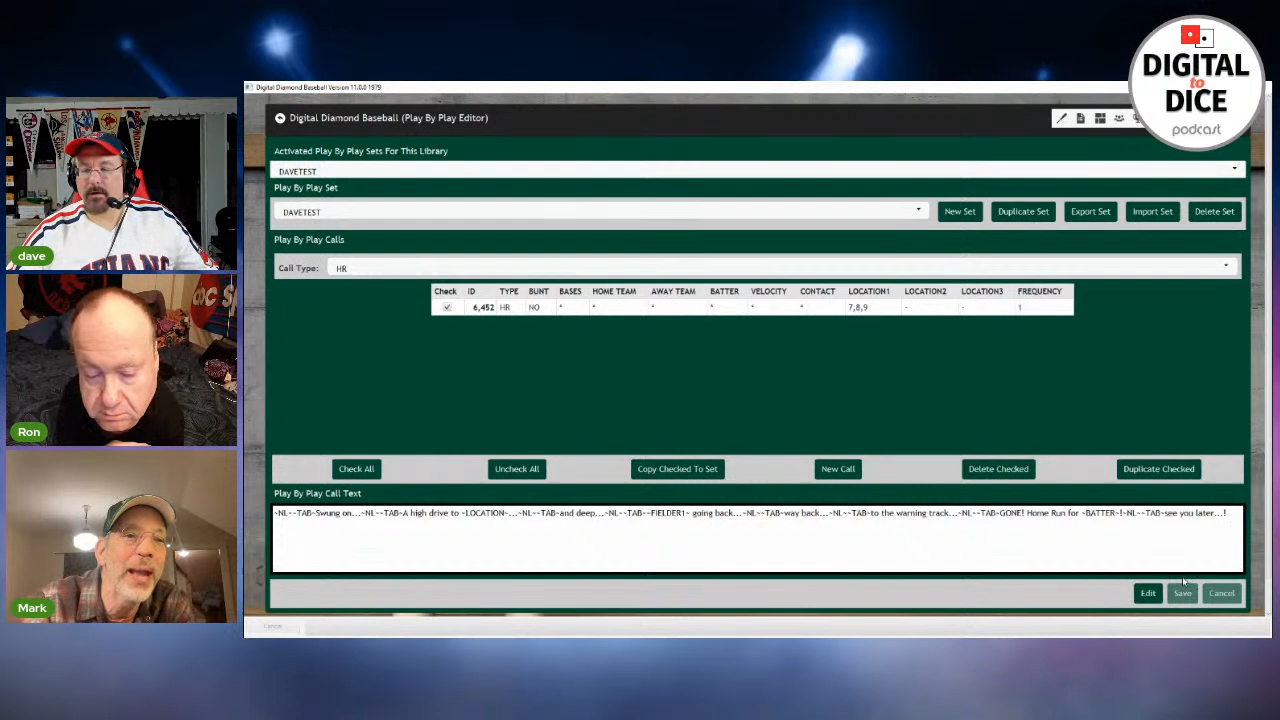 DIGITAL
to
DICE
podcast
Digital Diamond Baseball Version 11.0.0 1979
Digital Diamond Baseball (Play By Play Editor)
Activated Play By Play Sets For This Library
DAVETEST
Play By Play Set
DAVETEST
New Set
Duplicate Set
Export Set
Import Set
Delete Set
Play By Play Calls
Call Type:
HR
Check ID TYPE BUNT BASES HOME TEAM AWAY TEAM BATTER VELOCITY CONTACT LOCATION1 LOCATION2 LOCATION3 FREQUENCY
6,452 HR NO * * * * * * 7,8,9 - -
Check All
Uncheck All
Copy Checked To Set
New Call
Delete Checked
Duplicate Checked
Play By Play Call Text
~NL~~TAB~Swung on...~NL~~TAB~A high drive to ~LOCATION~...~NL~~TAB~and deep...~NL~~TAB~~FIELDER1~ going back...~NL~~TAB~way back...~NL~~TAB~to the warning track...~NL~~TAB~GONE! Home Run for ~BATTER~!~NL~~TAB~see you later...!
Edit
Save
Cancel
dave
Ron
Mark